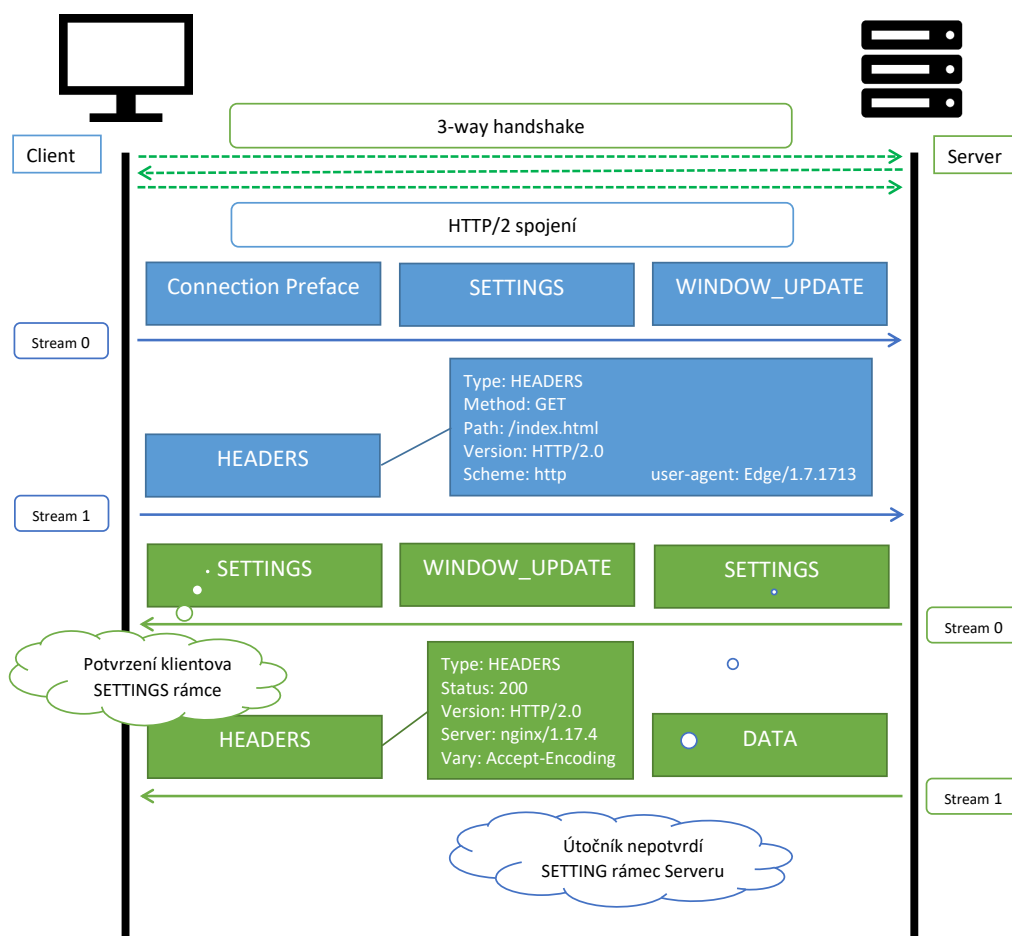 3-way handshake
Client
Server
HTTP/2 spojení
Connection Preface
SETTINGS
WINDOW_UPDATE
Stream 0
Type: HEADERS
Method: GET
Path: /index.html
Version: HTTP/2.0
Scheme: http user-agent: Edge/1.7.1713
HEADERS
Stream 1
SETTINGS
WINDOW_UPDATE
SETTINGS
Stream 0
Potvrzení klientova
SETTINGS rámce
Type: HEADERS
Status: 200
Version: HTTP/2.0
Server: nginx/1.17.4
Vary: Accept-Encoding
HEADERS
DATA
Stream 1
Útočník nepotvrdí
SETTING rámec Serveru